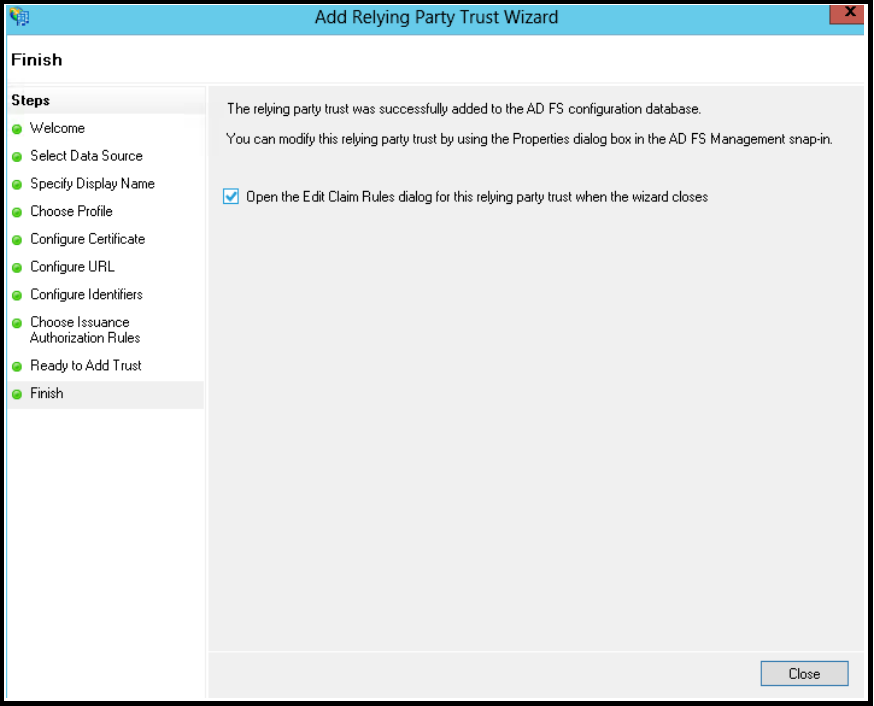 Add Relying Party Trust Wizard
X
Finish
Steps
Welcome
Select Data Source
Specify Display Name
Choose Profile
Configure Certificate
Configure URL
Configure Identifiers
Choose Issuance
Authorization Rules
Ready to Add Trust
Finish
The relying party trust was successfully added to the AD FS configuration database.
You can modify this relying party trust by using the Properties dialog box in the AD FS Management snap-in.
Open the Edit Claim Rules dialog for this relying party trust when the wizard closes
Close